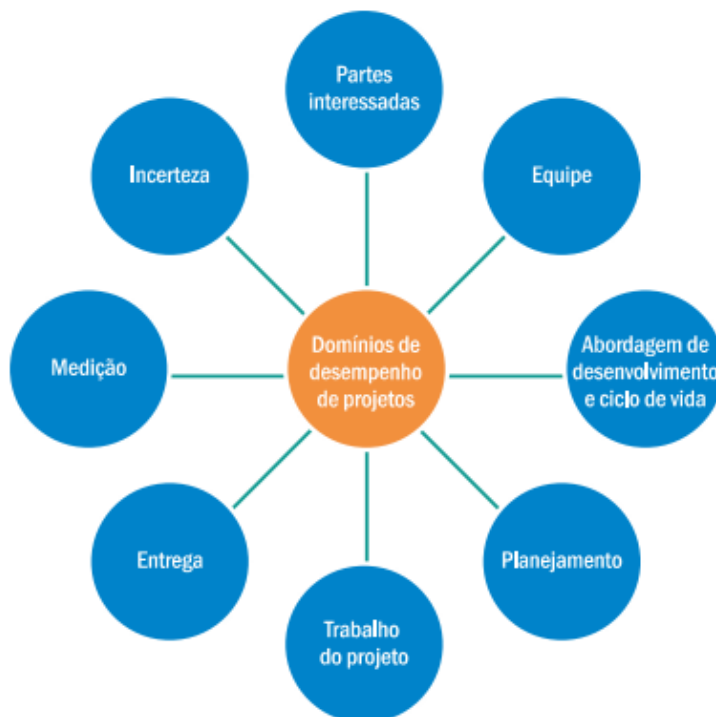 Partes
interessadas
Equipe
Abordagem de
desenvolvimento
e ciclo de vida
Planejamento
Trabalho
do projeto
Entrega
Medição
Incerteza
Domínios de
desempenho
de projetos